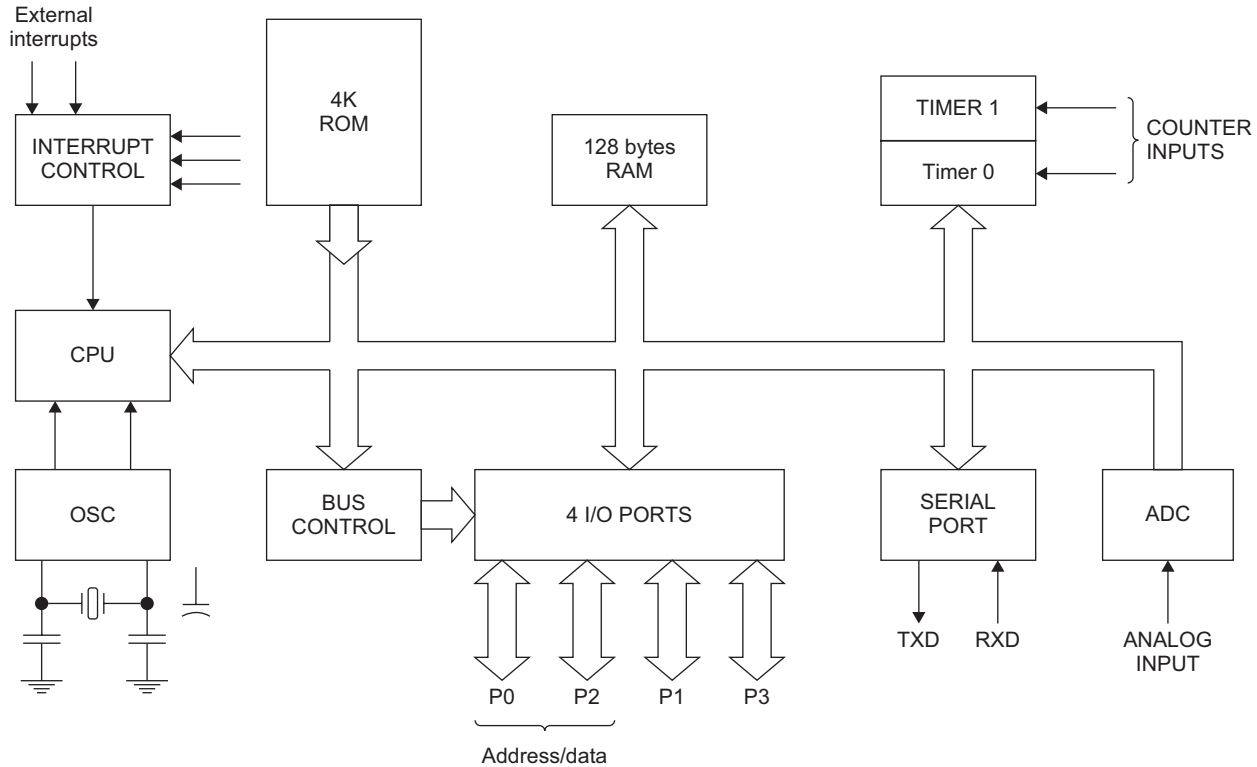 External
interrupts
INTERRUPT
CONTROL
4K
ROM
128 bytes
RAM
TIMER 1
Timer 0
COUNTER
INPUTS
CPU
OSC
BUS
CONTROL
4 I/O PORTS
SERIAL
PORT
ADC
TXD
RXD
ANALOG
INPUT
P0
P2
P1
P3
Address/data